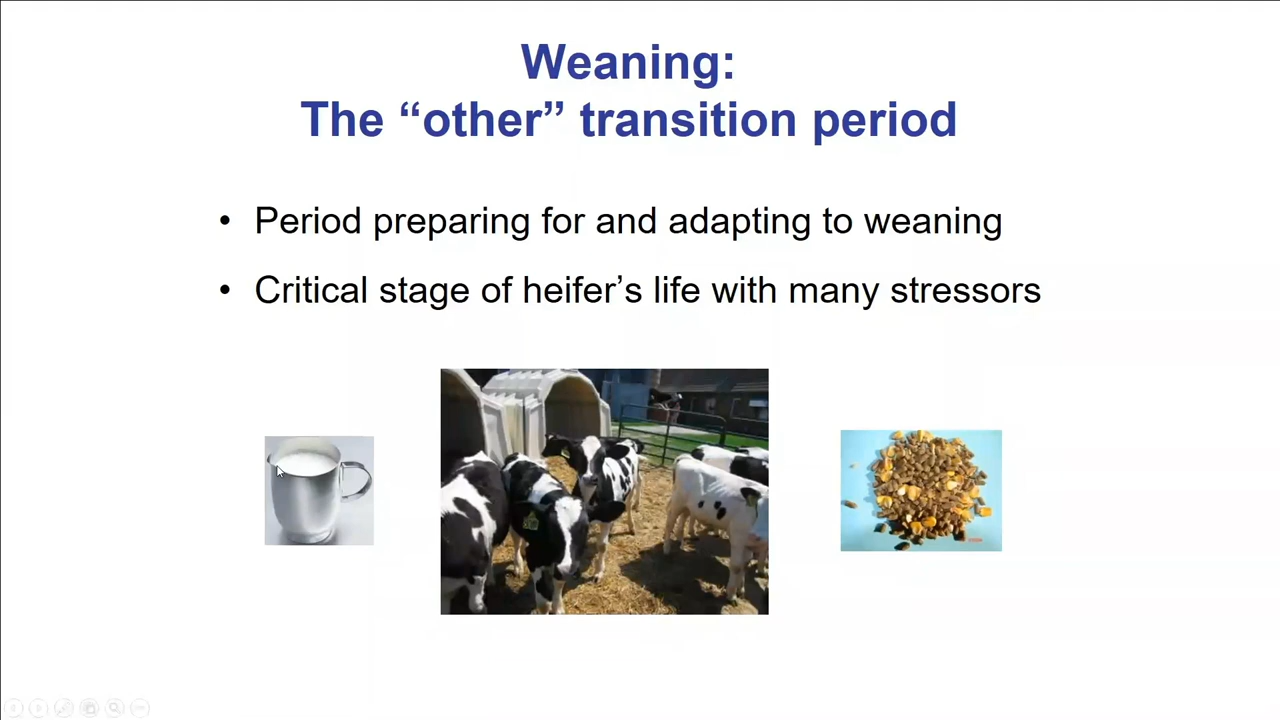 Weaning:
The “other” transition period
• Period preparing for and adapting to weaning
• Critical stage of heifer’s life with many stressors